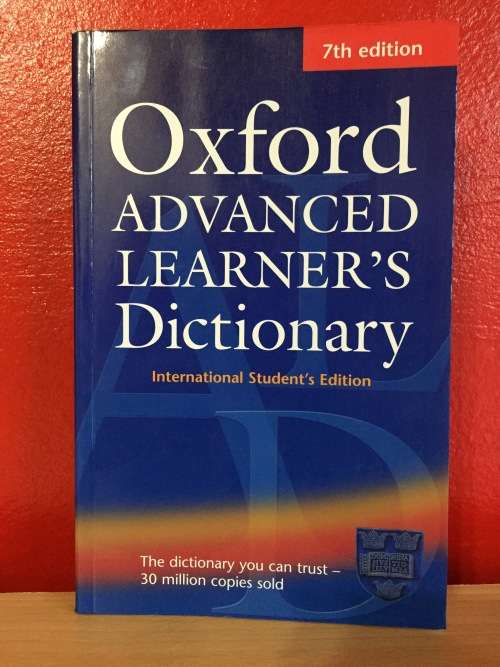 7th edition
Oxford
ADVANCED
LEARNER'S
Dictionary
International Student's Edition
The dictionary you can trust –
30 million copies sold